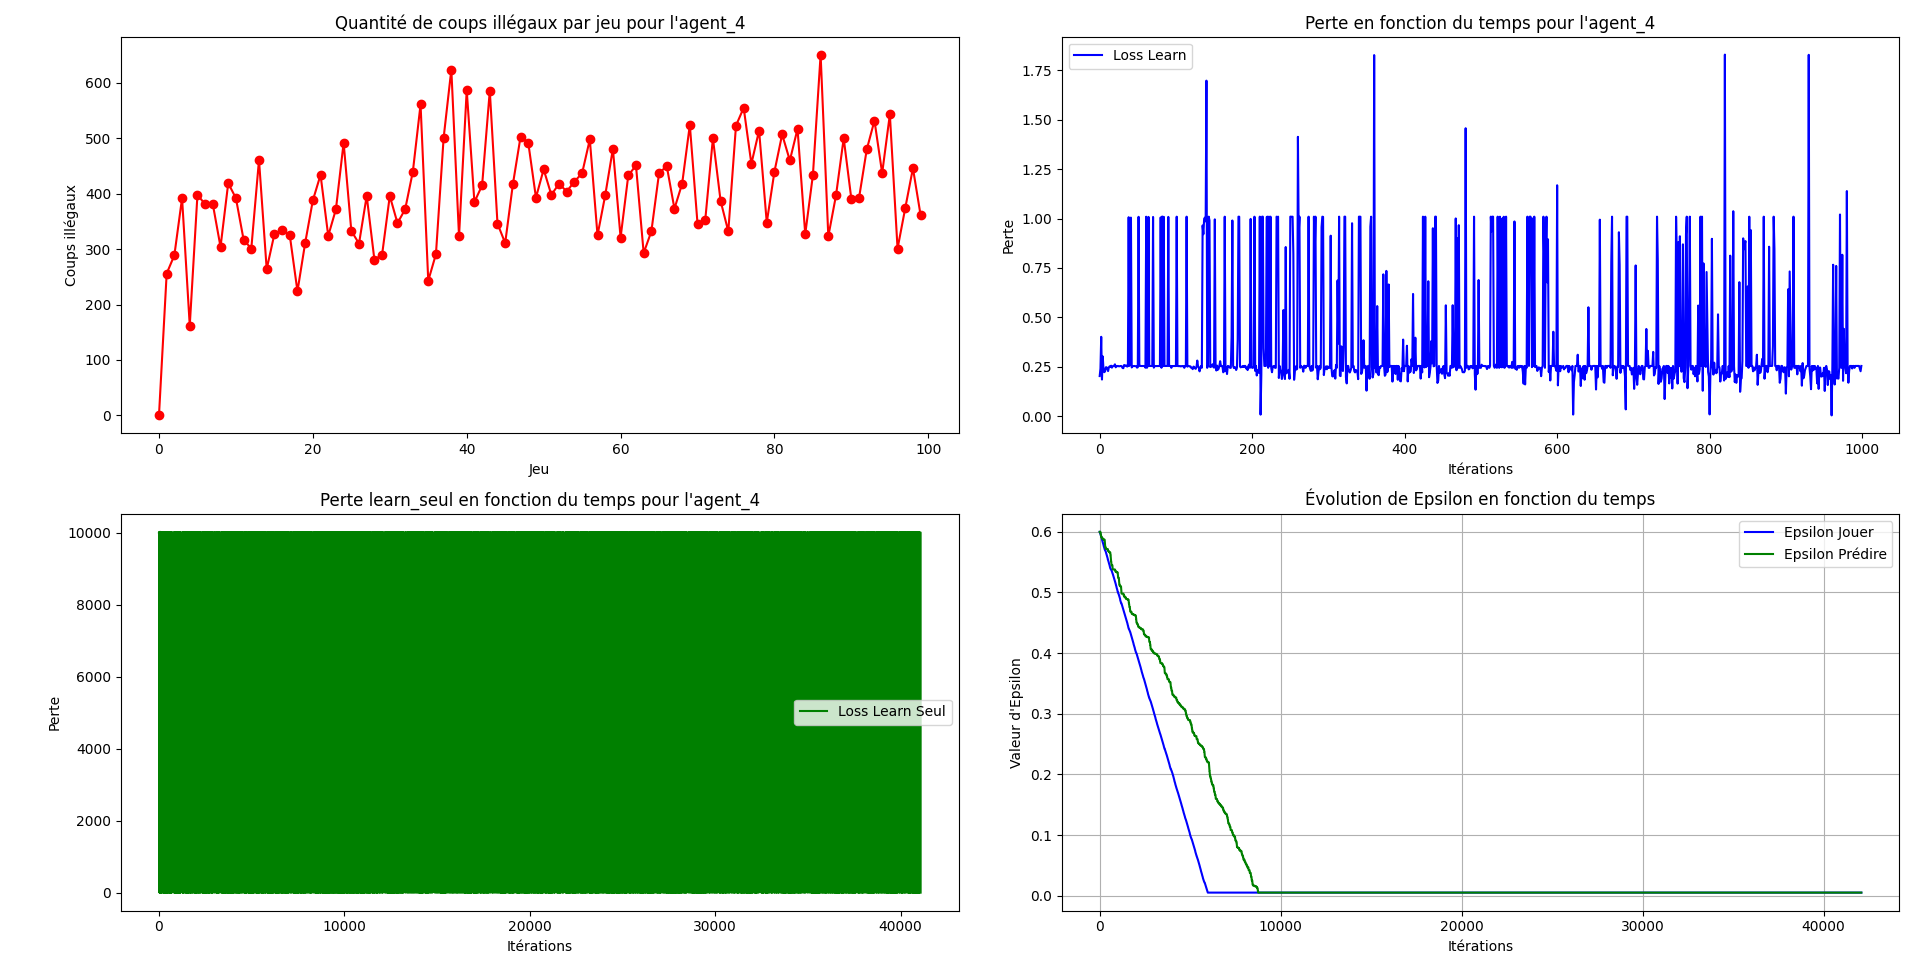 Quantité de coups illégaux par jeu pour l'agent_4
600
500
400
300
200
100
0
Coups illégaux
0 20 40 60 80 100
Jeu
Perte en fonction du temps pour l'agent_4
Loss Learn
1.75
1.50
1.25
1.00
0.75
0.50
0.25
0.00
Perte
0 200 400 600 800 1000
Itérations
Perte learn_seul en fonction du temps pour l'agent_4
10000
8000
6000
4000
2000
0
Perte
Loss Learn Seul
0 10000 20000 30000 40000
Itérations
Évolution de Epsilon en fonction du temps
Epsilon Jouer
Epsilon Prédire
0.6
0.5
0.4
0.3
0.2
0.1
0.0
Valeur d'Epsilon
0 10000 20000 30000 40000
Itérations